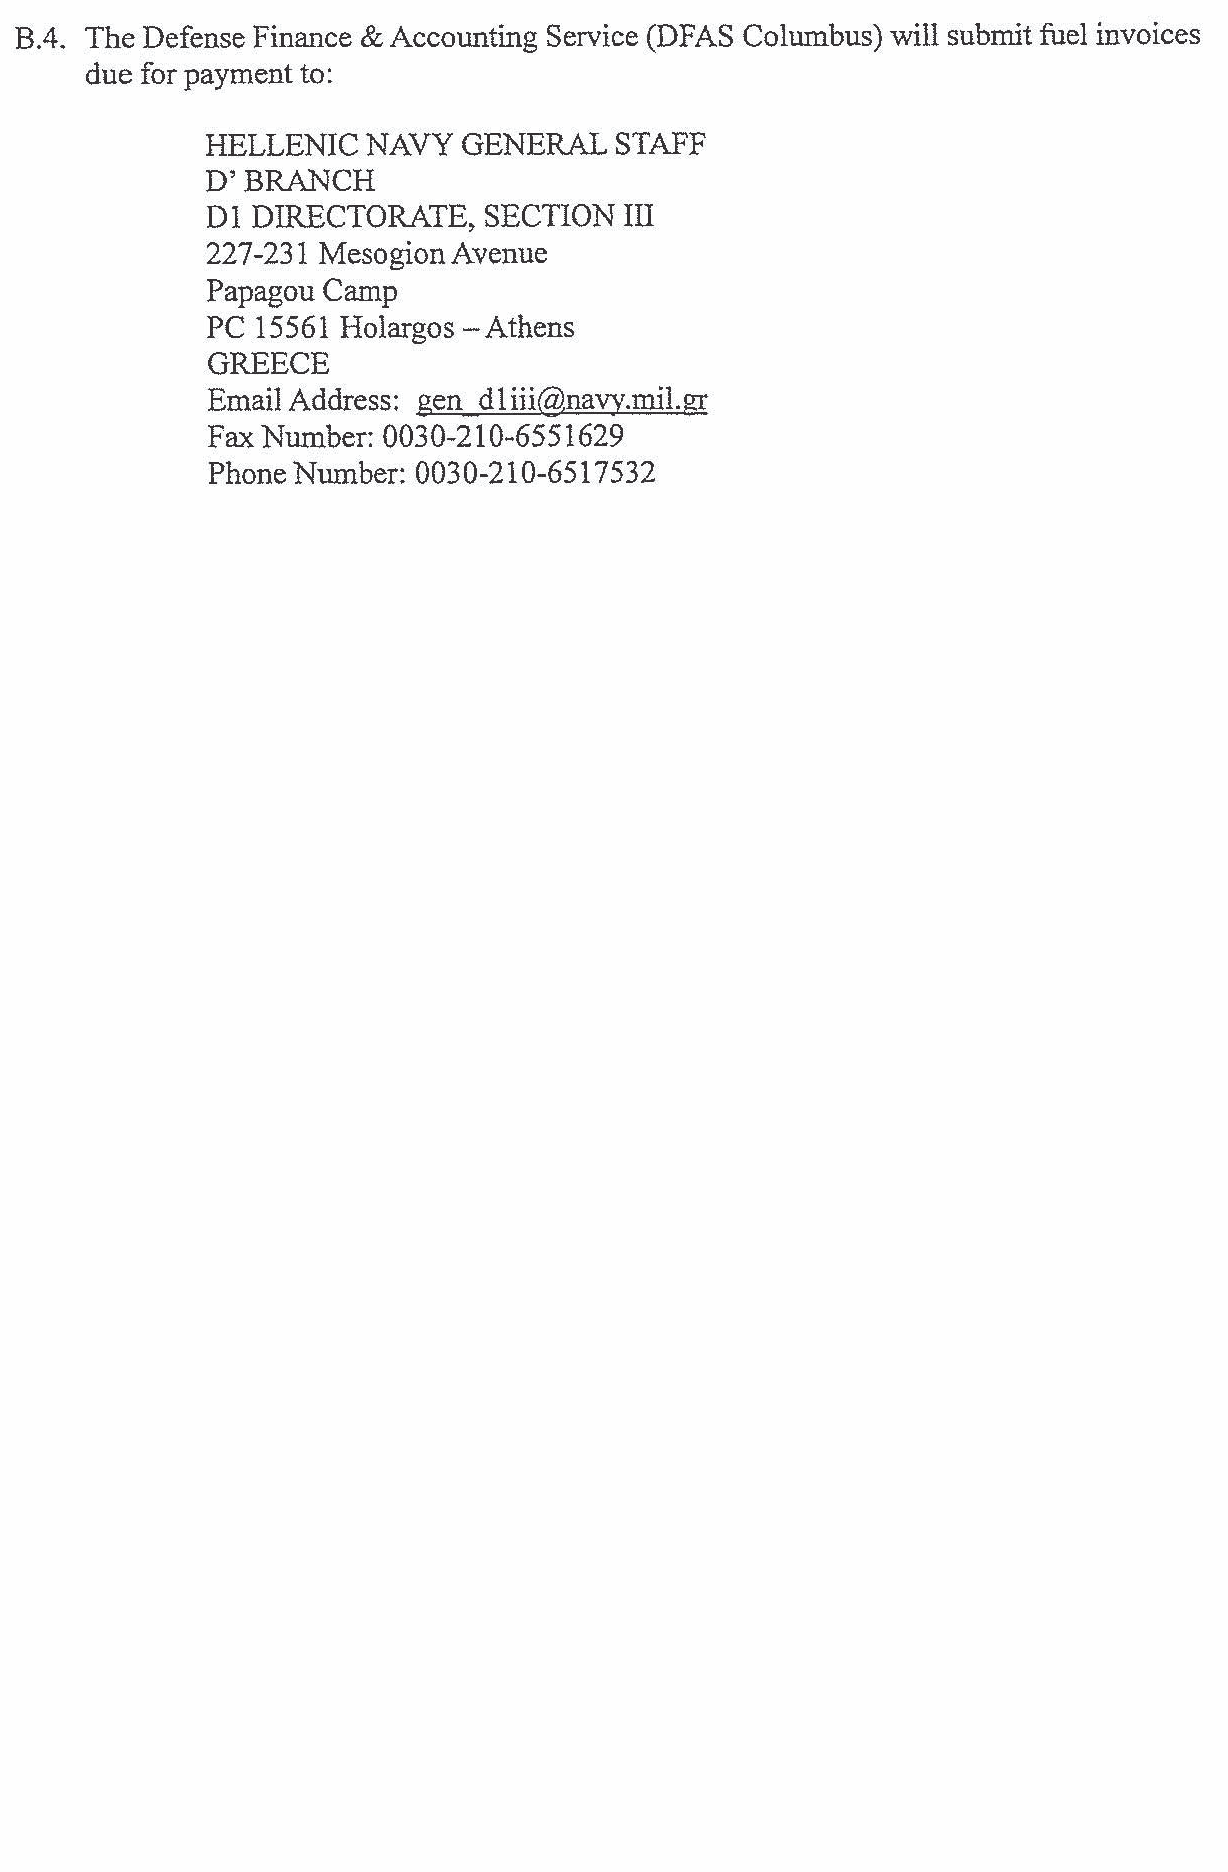 B.4. The Defense Finance & Accounting Service (DFAS Columbus) will submit fuel invoices
due for payment to:
HELLENIC NAVY GENERAL STAFF
D’ BRANCH
D1 DIRECTORATE, SECTION III
227-231 Mesogion Avenue
Papagou Camp
PC 15561 Holargos – Athens
GREECE
Email Address: gen_d1iii@navy.mil.gr
Fax Number: 0030-210-6551629
Phone Number: 0030-210-6517532